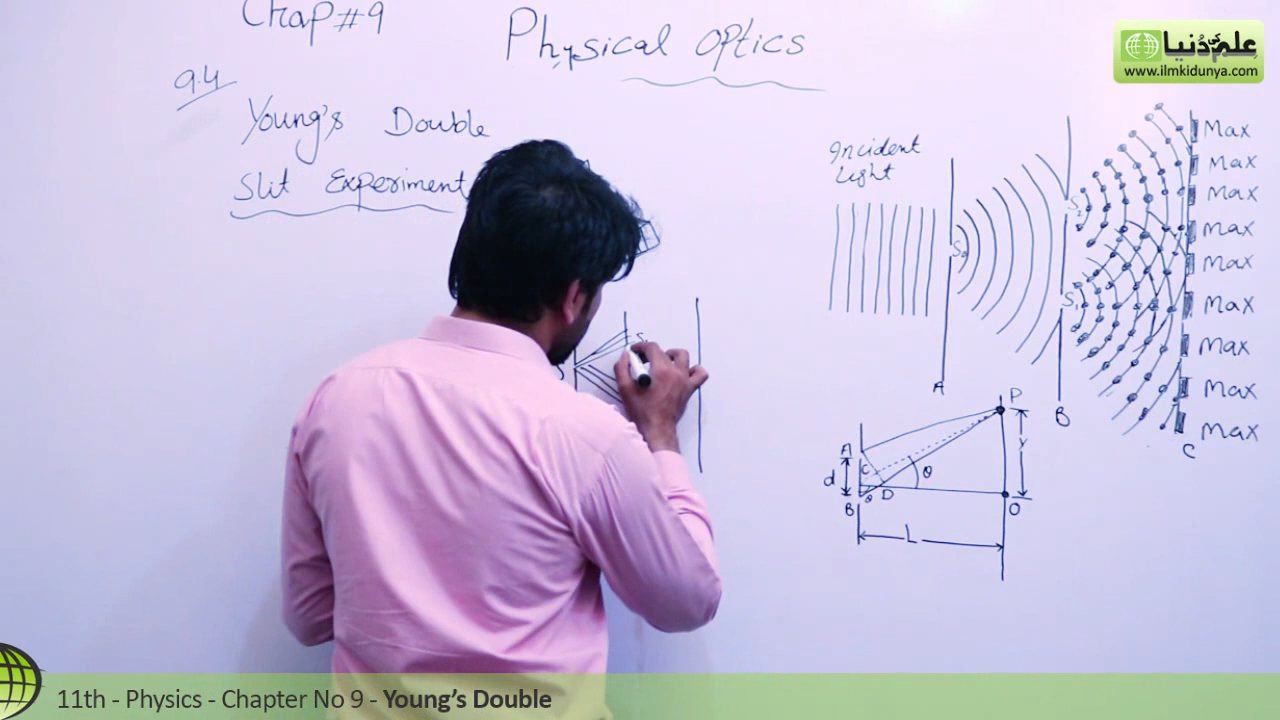 Chap#9
Physical Optics
9.4
Young's Double
Slit Experiment
علم کی دُنیا
www.ilmkidunya.com
Incident
Light
S₀
S₂
S₁
A
B
C
Max
Max
Max
Max
Max
Max
Max
Max
Max
P
A
C
d
θ
Y
B
θ
D
O
L
11th - Physics - Chapter No 9 - Young's Double